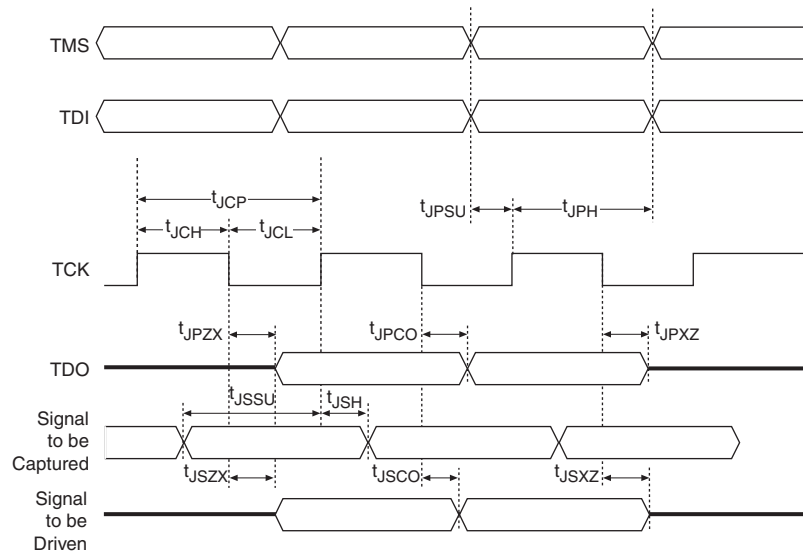 TMS
TDI
tJCP
tJCH tJCL
tJPSU tJPH
TCK
tJPZX tJPCO tJPXZ
TDO
tJSSU tJSH
Signal
to be
Captured
tJSZX tJSCO tJSXZ
Signal
to be
Driven